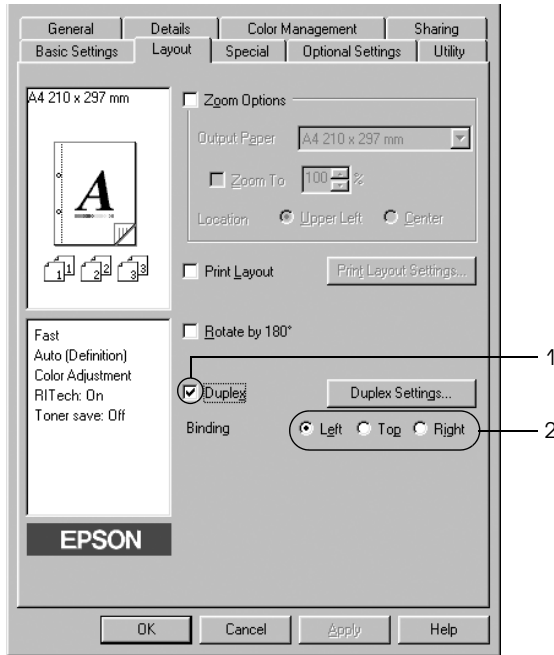 General Details Color Management Sharing
Basic Settings Layout Special Optional Settings Utility
A4 210 x 297 mm
A
1 1 2 2 3 3
Zoom Options
Output Paper A4 210 x 297 mm
Zoom To 100 %
Location Upper Left Center
Print Layout Print Layout Settings...
Rotate by 180°
Fast
Auto (Definition)
Color Adjustment
RITech: On
Toner save: Off
1
Duplex Duplex Settings...
Binding Left Top Right
2
EPSON
OK Cancel Apply Help